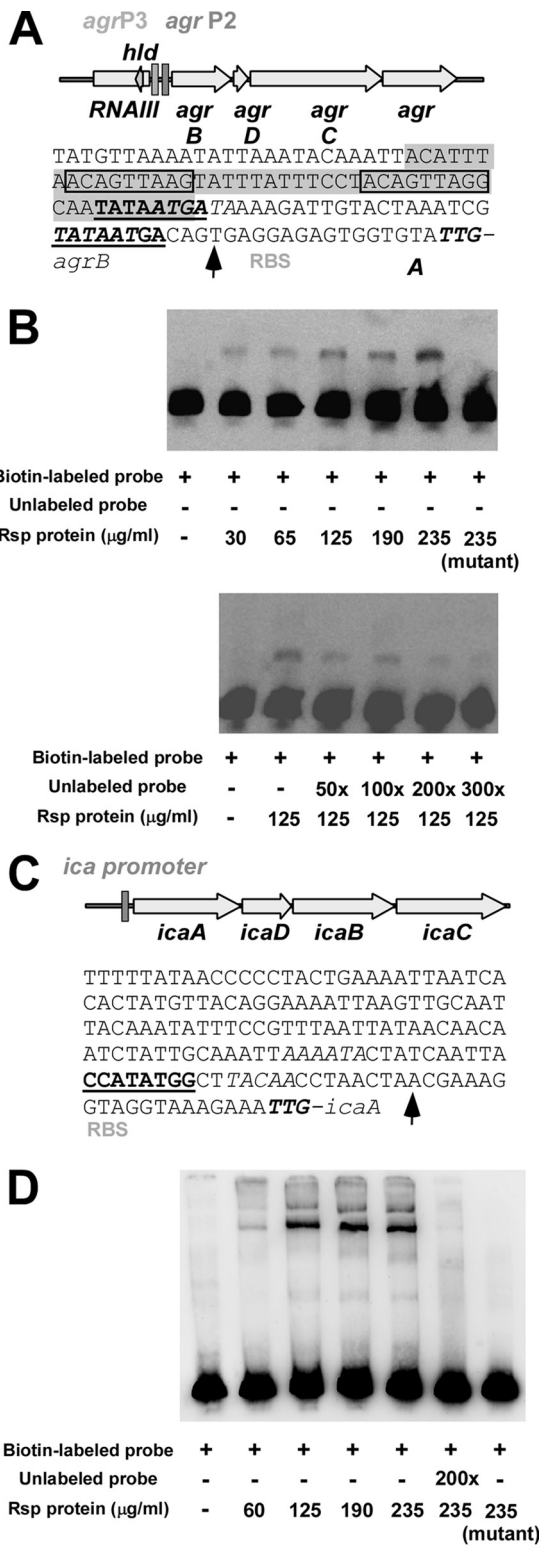 A
agrP3 agr P2
hld
RNAIII agr agr agr agr
B D C
TATGTTAAAATATTAAATACAAATTACATTT
AACAGTTAAGTATTTATTTCCTACAGTTAGG
CAATATAATGATAAAAGATTGTACTAAATCG
TATAATGACAGTGAGGAGAGTGGTGTATTG–
agrB RBS A
B
Biotin-labeled probe + + + + + + +
Unlabeled probe - - - - - - -
Rsp protein (μg/ml) - 30 65 125 190 235 235
(mutant)
Biotin-labeled probe + + + + + +
Unlabeled probe - - 50x 100x 200x 300x
Rsp protein (μg/ml) - 125 125 125 125 125
C
ica promoter
icaA icaD icaB icaC
TTTTTATAACCCCCTACTGAAAATTAATCA
CACTATGTTACAGGAAAATTAAGTTGCAAT
TACAAATATTTCCGTTTAATTATAACAACA
ATCTATTGCAAATTAAAATACTATCAATTA
CCATATGGCTTACAACCTAACTAACGAAAG
GTAGGTAAAGAAATTG–icaA
RBS
D
Biotin-labeled probe + + + + + + +
Unlabeled probe - - - - - 200x -
Rsp protein (μg/ml) - 60 125 190 235 235 235
(mutant)